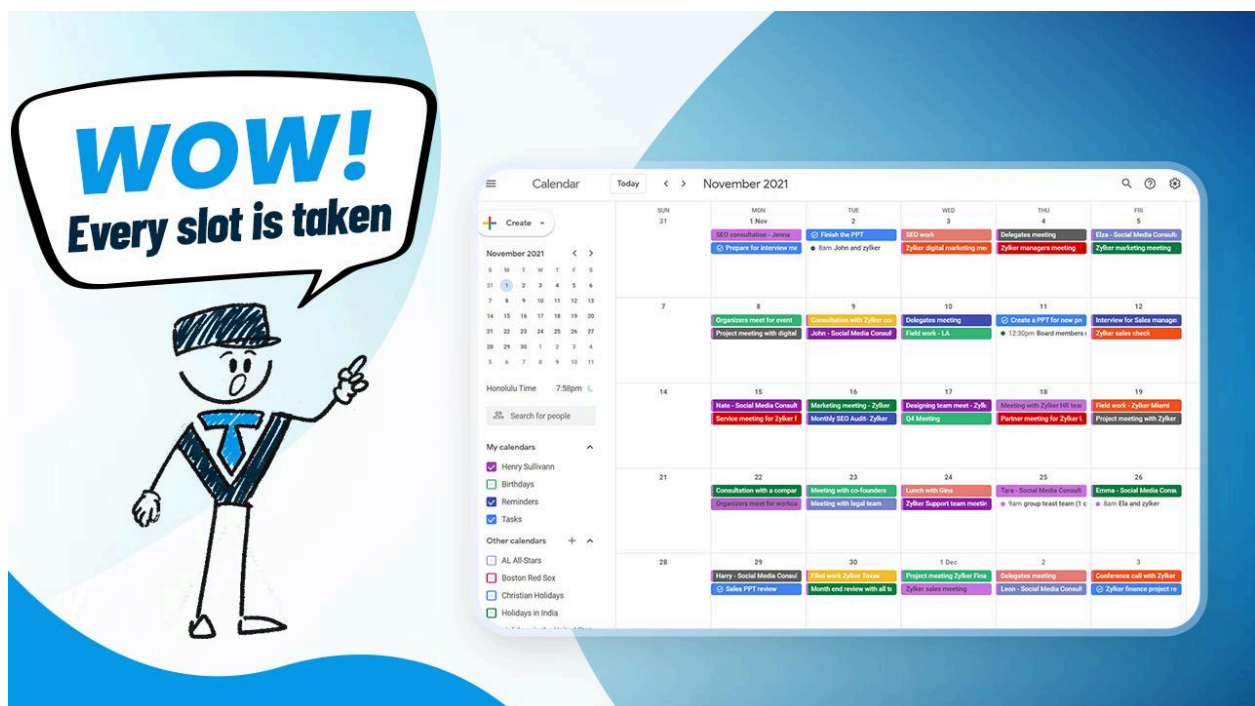 WOW!
Every slot is taken
Calendar
Today
November 2021
Create
November 2021
S M T W T F S
31 1 2 3 4 5 6
7 8 9 10 11 12 13
14 15 16 17 18 19 20
21 22 23 24 25 26 27
28 29 30 1 2 3 4
5 6 7 8 9 10 11
Honolulu Time 7:58pm
Search for people
My calendars
Henry Sullivann
Birthdays
Reminders
Tasks
Other calendars
AL All-Stars
Boston Red Sox
Christian Holidays
Holidays in India
SUN MON TUE WED THU FRI
31 1 Nov 2 3 4 5
SEO consultation - Jenna
Finish the PPT
SEO work
Delegates meeting
Elza - Social Media Consult
Prepare for interview me
8am John and zylker
Zylker digital marketing me
Zylker managers meeting
Zylker marketing meeting
7 8 9 10 11 12
Organizers meet for event
Consultation with Zylker
Delegates meeting
Create a PPT for new
Interview for Sales manage
Project meeting with digital
John - Social Media Consul
Field work - LA
12:30pm Board members
Zylker sales check
14 15 16 17 18 19
Nate - Social Media Consult
Marketing meeting - Zylker
Designing team meet - Zylk
Meeting with Zylker HR
Field work - Zylker Miami
Service meeting for Zylker
Monthly SEO Audit- Zylker
Q4 Meeting
Partner meeting for Zylker
Project meeting with Zylker
21 22 23 24 25 26
Consultation with a compar
Meeting with co-founders
Lunch with Gina
Tara - Social Media Consult
Emma - Social Media Const
Organizers meet for
Meeting with legal team
Zylker Support team meetin
9am group teast team (1
8am Ela and zylker
28 29 30 1 Dec 2 3
Harry - Social Media Consul
Filed work Zylker Texas
Project meeting Zylker Fina
Delegates meeting
Conference call with Zylker
Sales PPT review
Month end review with all
Zylker sales meeting
Leon - Social Media Consult
Zylker finance project re